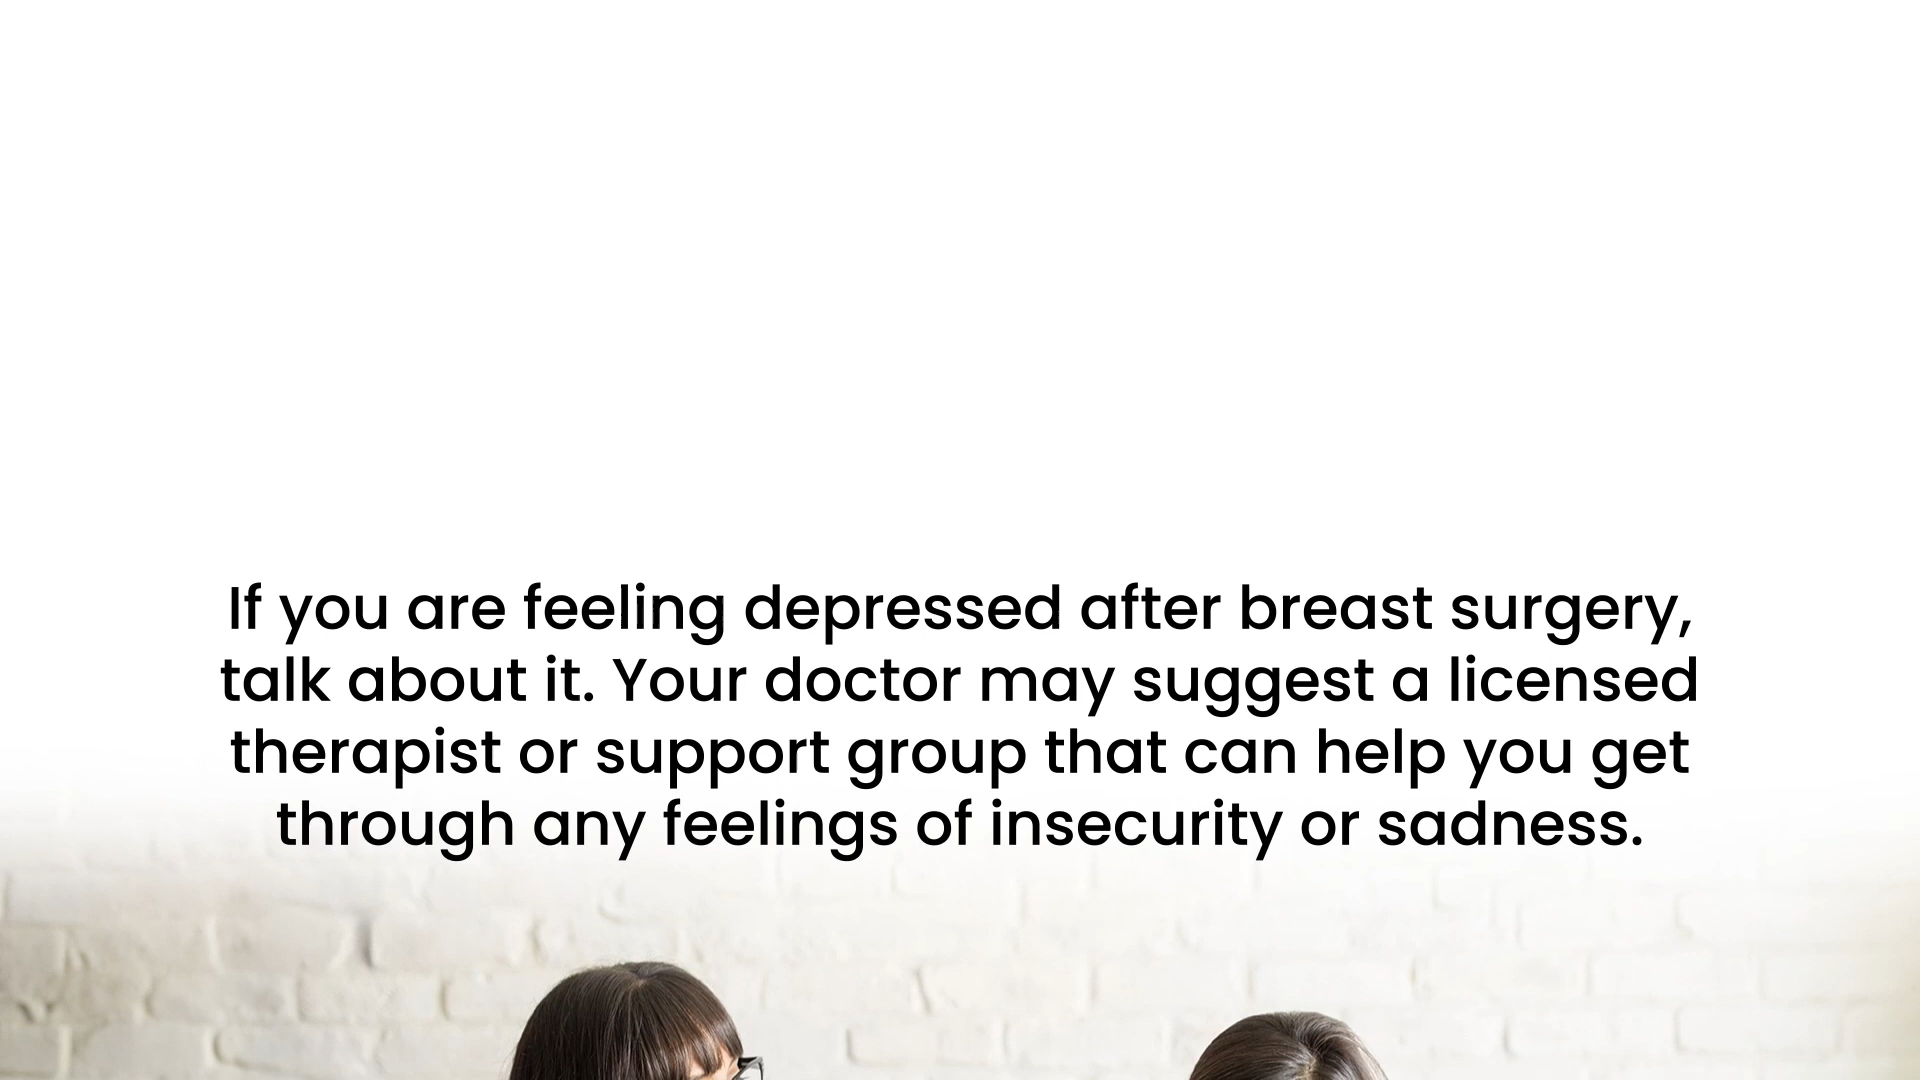 If you are feeling depressed after breast surgery,
talk about it. Your doctor may suggest a licensed
therapist or support group that can help you get
through any feelings of insecurity or sadness.